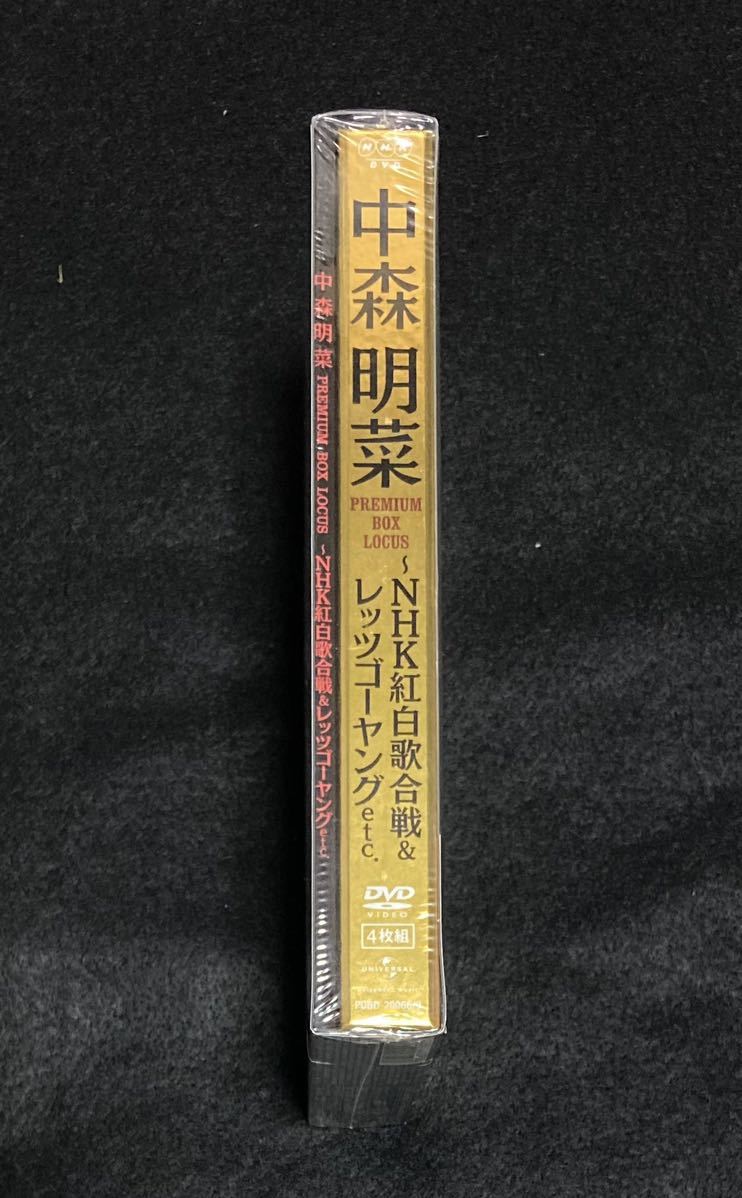 NHK
DVD
中森明菜
PREMIUM
BOX
LOCUS
～NHK紅白歌合戦&
レッツゴーヤングetc.
DVD
VIDEO
4枚組
UNIVERSAL
中森明菜 PREMIUM BOX LOCUS ～NHK紅白歌合戦&レッツゴーヤングetc.